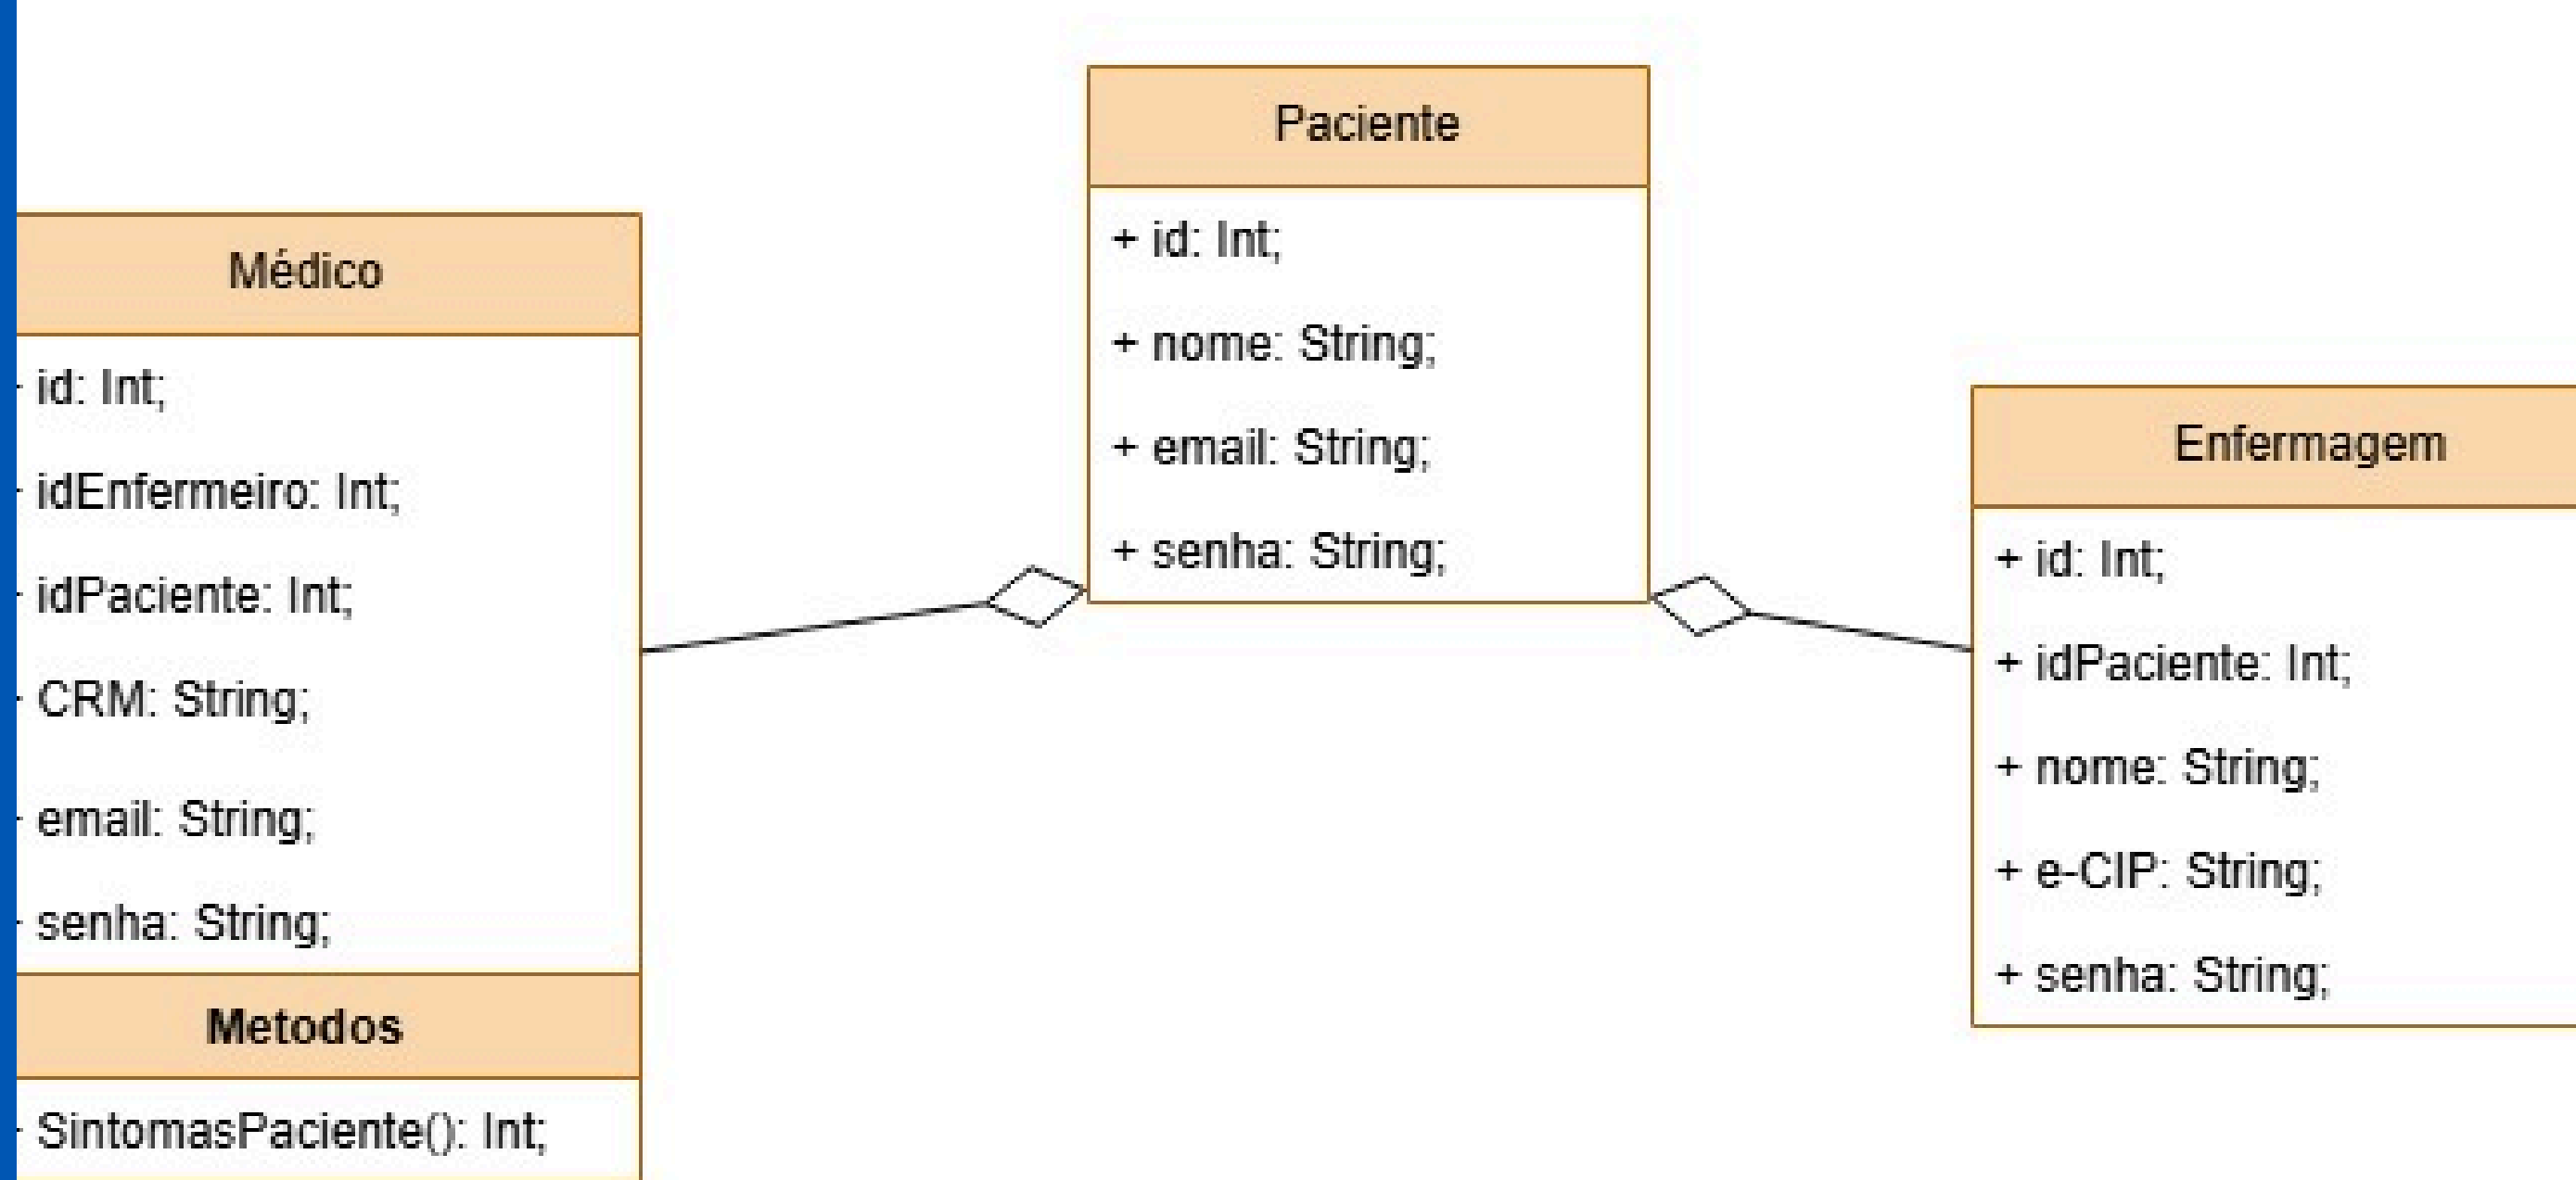 Paciente
+ id: Int;
+ nome: String;
+ email: String;
+ senha: String;
Médico
id: Int;
idEnfermeiro: Int;
idPaciente: Int;
CRM: String;
email: String;
senha: String;
Metodos
SintomasPaciente(): Int;
Enfermagem
+ id: Int;
+ idPaciente: Int;
+ nome: String;
+ e-CIP: String;
+ senha: String;